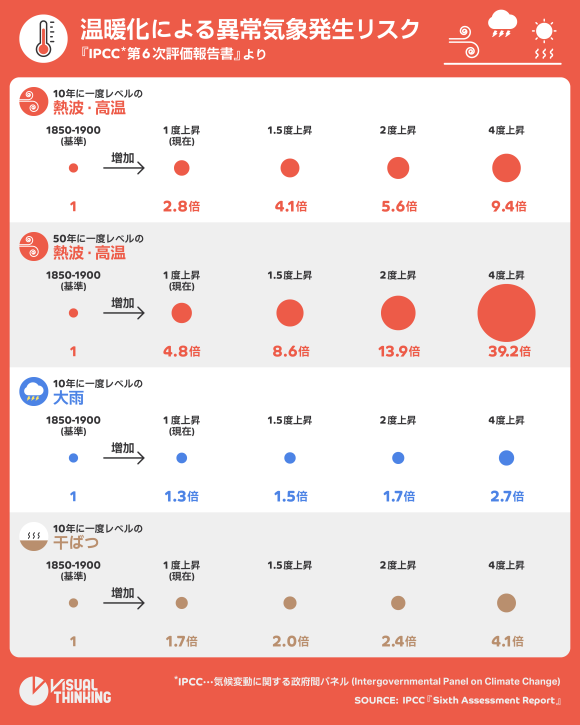 温暖化による異常気象発生リスク
『IPCC*第6次評価報告書』より
10年に一度レベルの
熱波・高温
1850-1900 1度上昇 1.5度上昇 2度上昇 4度上昇
(基準) (現在)
増加
1 2.8倍 4.1倍 5.6倍 9.4倍
50年に一度レベルの
熱波・高温
1850-1900 1度上昇 1.5度上昇 2度上昇 4度上昇
(基準) (現在)
増加
1 4.8倍 8.6倍 13.9倍 39.2倍
10年に一度レベルの
大雨
1850-1900 1度上昇 1.5度上昇 2度上昇 4度上昇
(基準) (現在)
増加
1 1.3倍 1.5倍 1.7倍 2.7倍
10年に一度レベルの
干ばつ
1850-1900 1度上昇 1.5度上昇 2度上昇 4度上昇
(基準) (現在)
増加
1 1.7倍 2.0倍 2.4倍 4.1倍
VISUAL
THINKING
*IPCC…気候変動に関する政府間パネル (Intergovernmental Panel on Climate Change)
SOURCE: IPCC『Sixth Assessment Report』